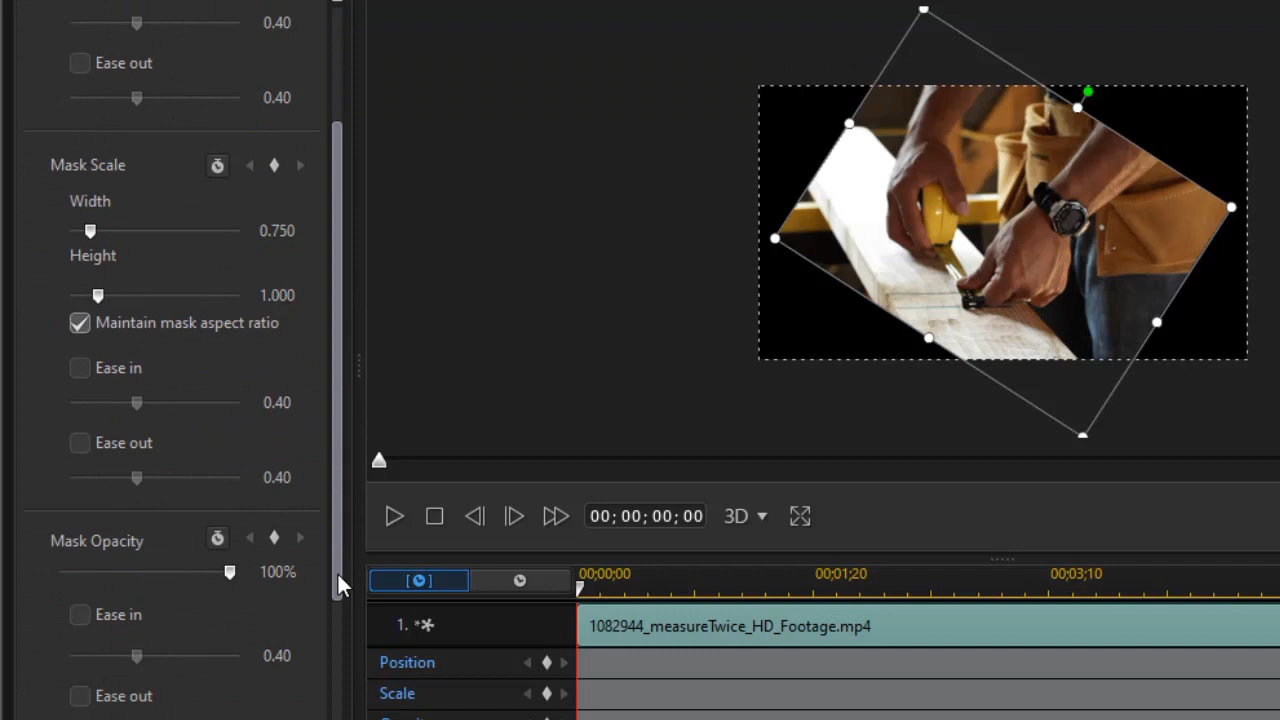 0.40
Ease out
0.40
Mask Scale
Width
0.750
Height
1.000
Maintain mask aspect ratio
Ease in
0.40
Ease out
0.40
Mask Opacity
100%
Ease in
0.40
Ease out
00;00;00;00 3D
00;00;00 00;01;20 00;03;10
1. 1082944_measureTwice_HD_Footage.mp4
Position
Scale